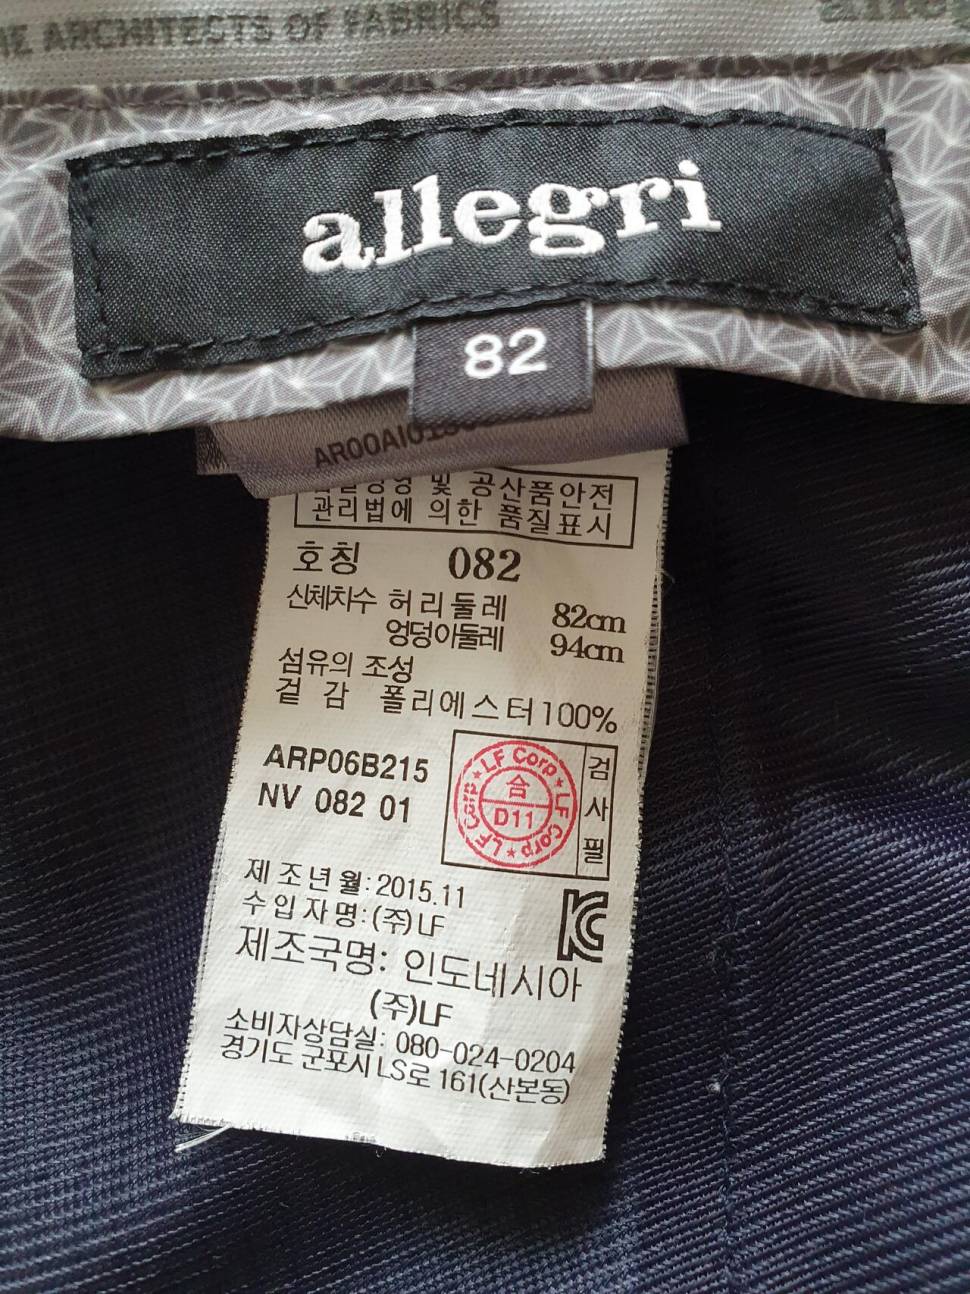 ARCHITECTS OF FABRICS
allegri
82
및 공산품안전
관리법에 의한 품질표시
호칭 082
신체차수 허리둘레 82cm
엉덩이둘레 94cm
섬유의 조성
겉감 폴리에스터100%
ARP06B215
NV 082 01
LF Corp LF Corp LF Corp
合
D11
검사필
제조년월:2015.11
수입자명:(주)LF
제조국명: 인도네시아
(주)LF
소비자상담실: 080-024-0204
경기도 군포시 LS로 161(산본동)